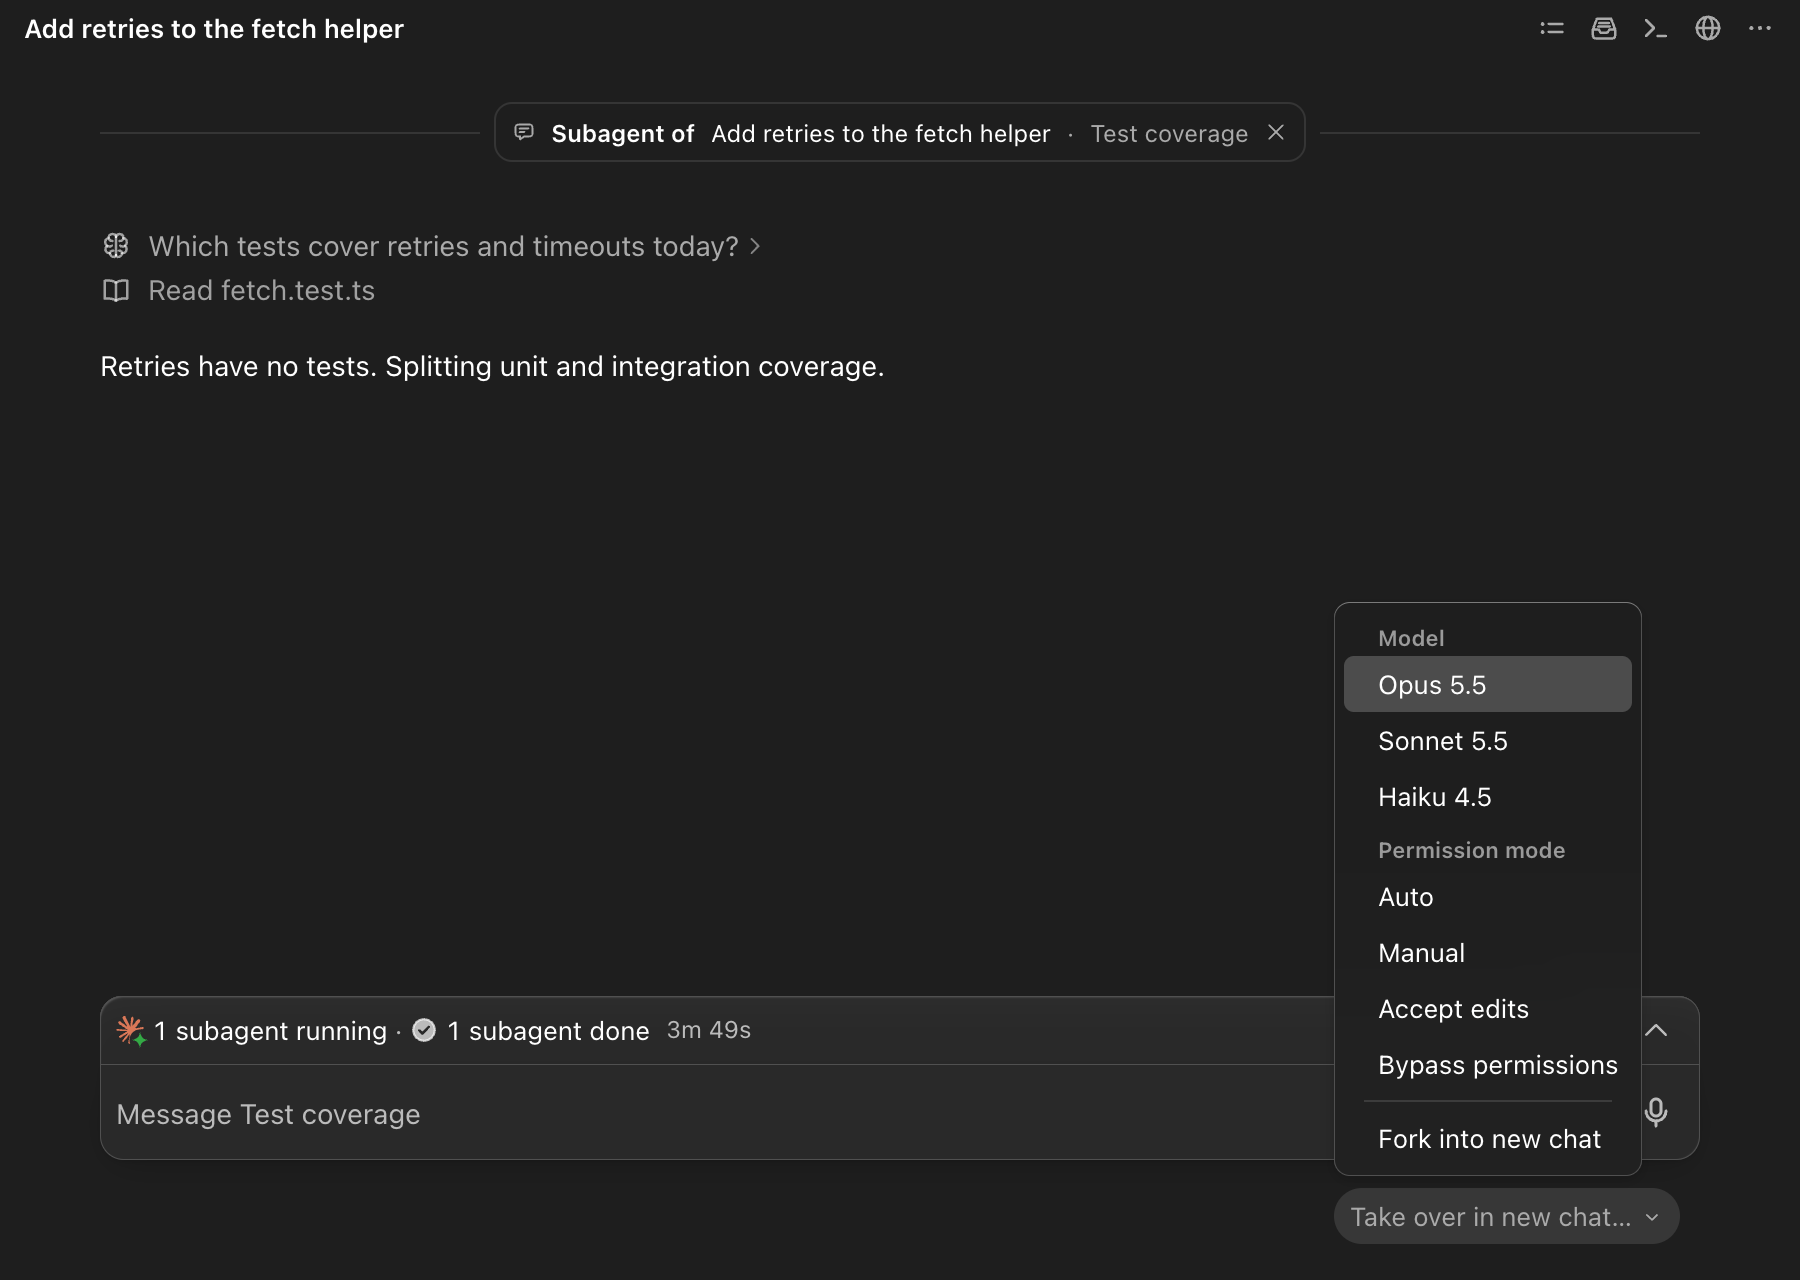 Add retries to the fetch helper
Subagent of Add retries to the fetch helper · Test coverage
Which tests cover retries and timeouts today?
Read fetch.test.ts
Retries have no tests. Splitting unit and integration coverage.
Model
Opus 5.5
Sonnet 5.5
Haiku 4.5
Permission mode
Auto
Manual
Accept edits
Bypass permissions
Fork into new chat
1 subagent running · 1 subagent done 3m 49s
Message Test coverage
Take over in new chat...